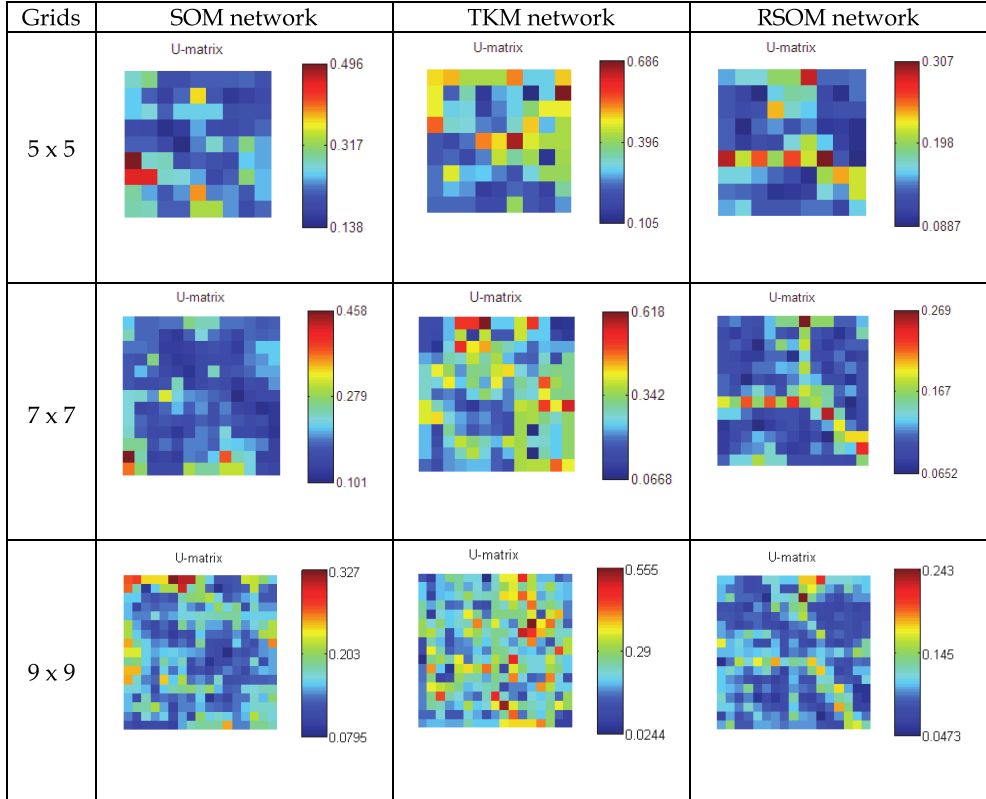 Grids SOM network TKM network RSOM network
U-matrix U-matrix U-matrix
0.496 0.686 0.307
5 x 5 0.317 0.396 0.198
0.138 0.105 0.0887
U-matrix U-matrix U-matrix
0.458 0.618 0.269
7 x 7 0.279 0.342 0.167
0.101 0.0668 0.0652
U-matrix U-matrix U-matrix
0.327 0.555 0.243
9 x 9 0.203 0.29 0.145
0.0795 0.0244 0.0473